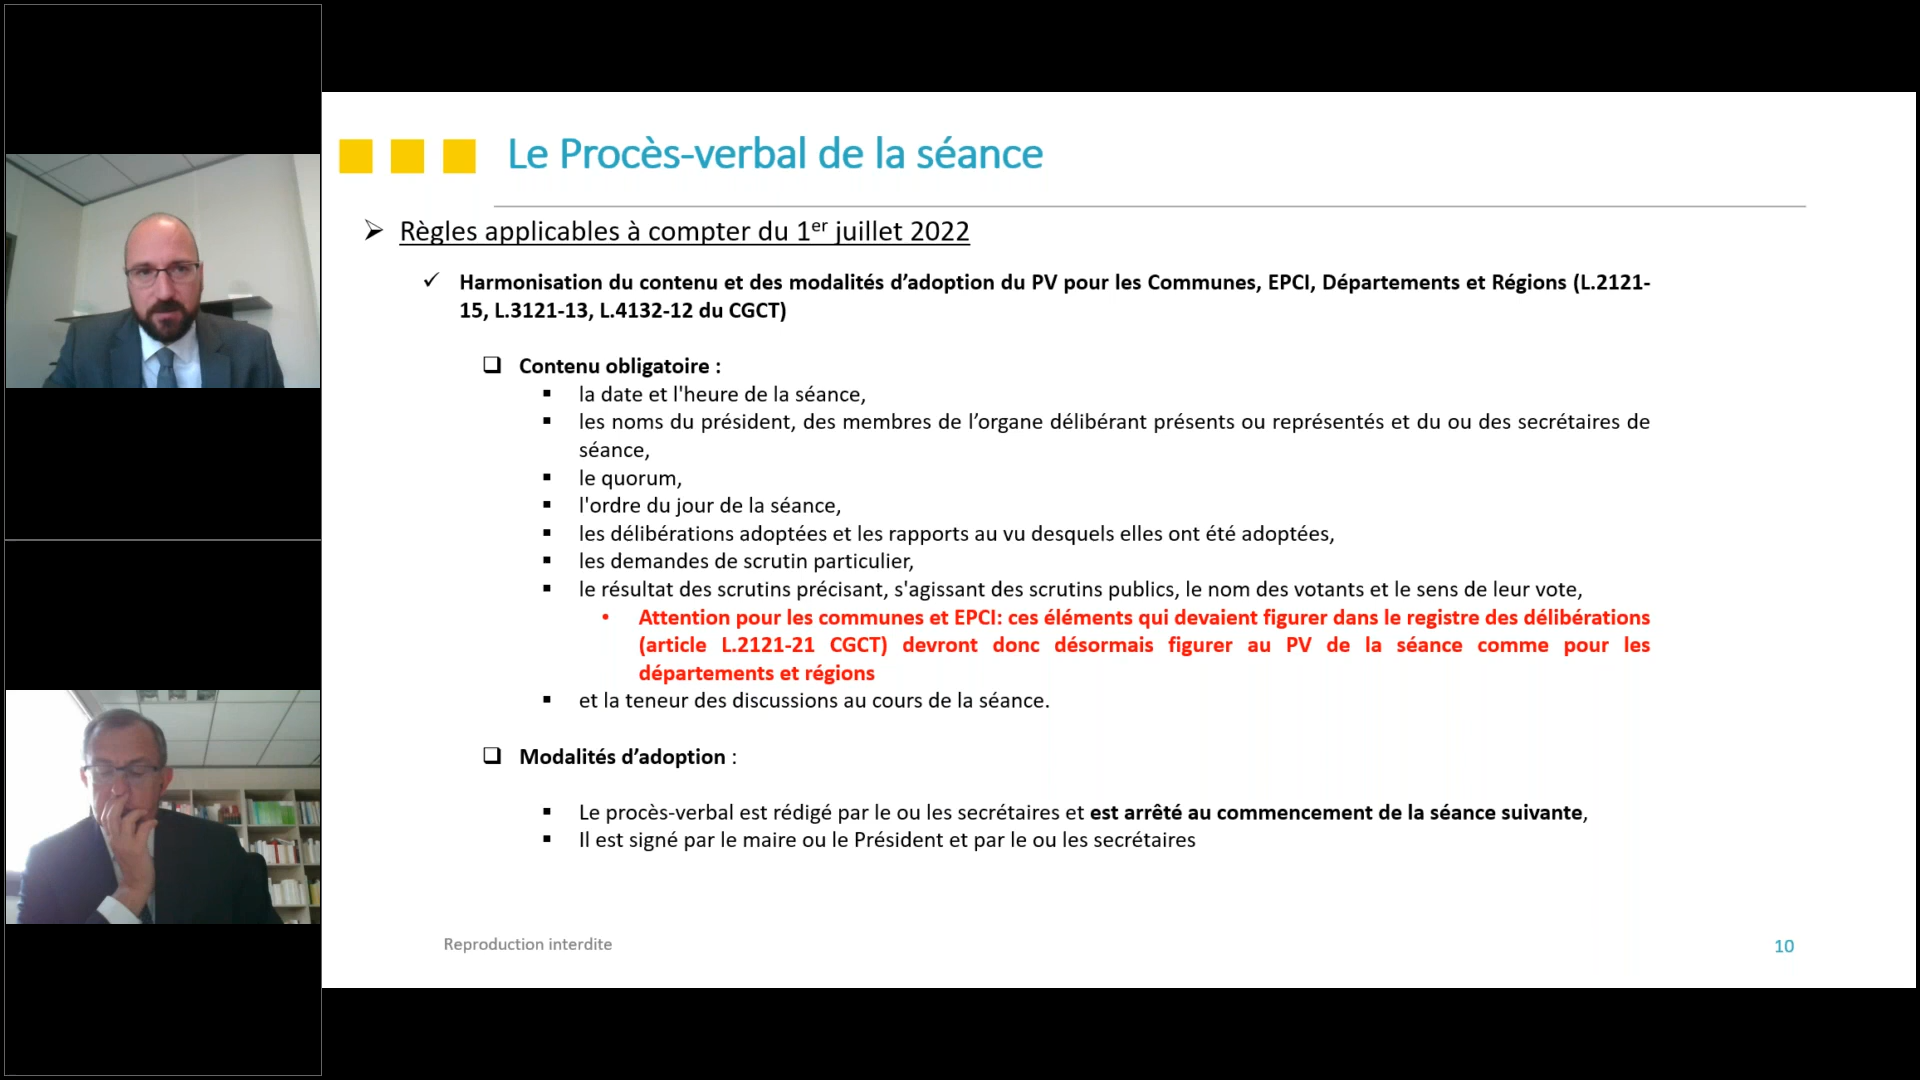 Le Procès-verbal de la séance
➢ Règles applicables à compter du 1er juillet 2022
✓ Harmonisation du contenu et des modalités d’adoption du PV pour les Communes, EPCI, Départements et Régions (L.2121-
15, L.3121-13, L.4132-12 du CGCT)
❑ Contenu obligatoire :
▪ la date et l'heure de la séance,
▪ les noms du président, des membres de l’organe délibérant présents ou représentés et du ou des secrétaires de
séance,
▪ le quorum,
▪ l'ordre du jour de la séance,
▪ les délibérations adoptées et les rapports au vu desquels elles ont été adoptées,
▪ les demandes de scrutin particulier,
▪ le résultat des scrutins précisant, s'agissant des scrutins publics, le nom des votants et le sens de leur vote,
• Attention pour les communes et EPCI: ces éléments qui devaient figurer dans le registre des délibérations
(article L.2121-21 CGCT) devront donc désormais figurer au PV de la séance comme pour les
départements et régions
▪ et la teneur des discussions au cours de la séance.
❑ Modalités d’adoption :
▪ Le procès-verbal est rédigé par le ou les secrétaires et est arrêté au commencement de la séance suivante,
▪ Il est signé par le maire ou le Président et par le ou les secrétaires
Reproduction interdite
10